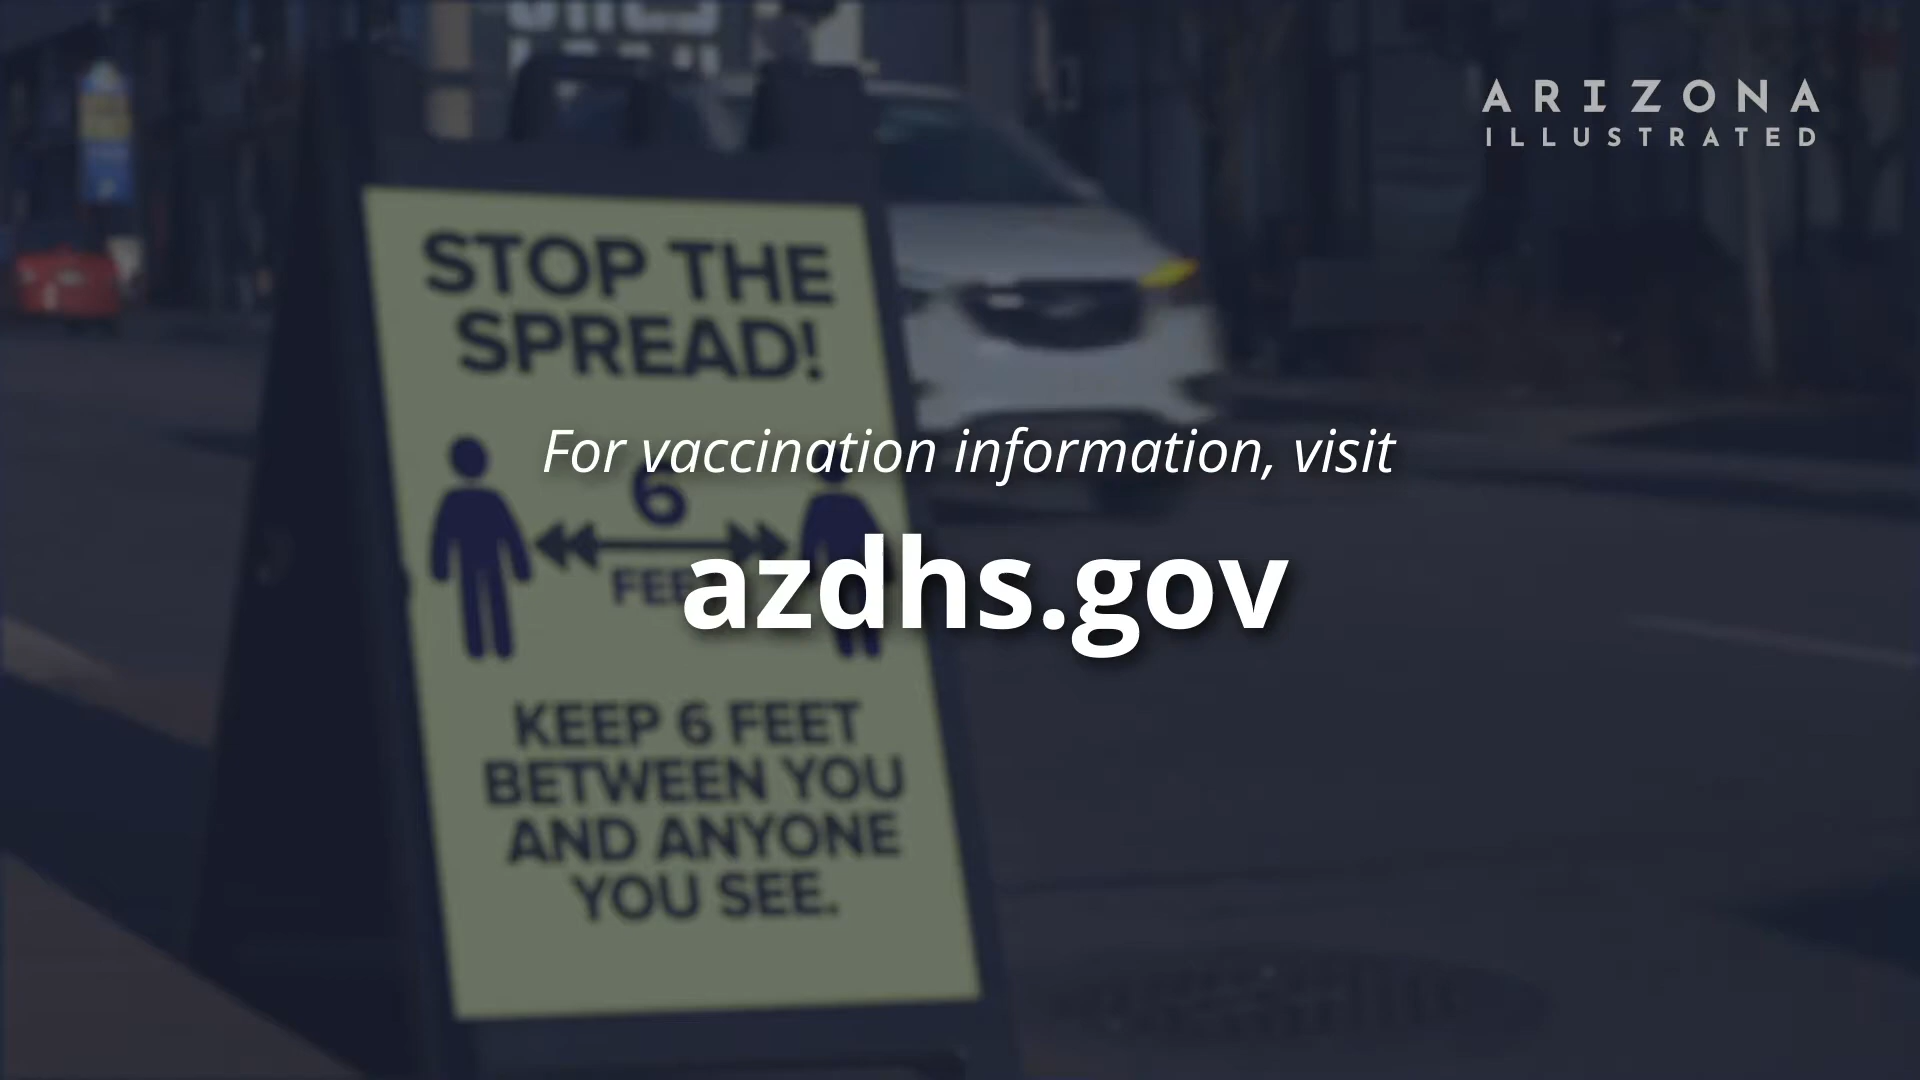 ARIZONA
ILLUSTRATED
STOP THE
SPREAD!
For vaccination information, visit
6
azdhs.gov
KEEP 6 FEET
BETWEEN YOU
AND ANYONE
YOU SEE.